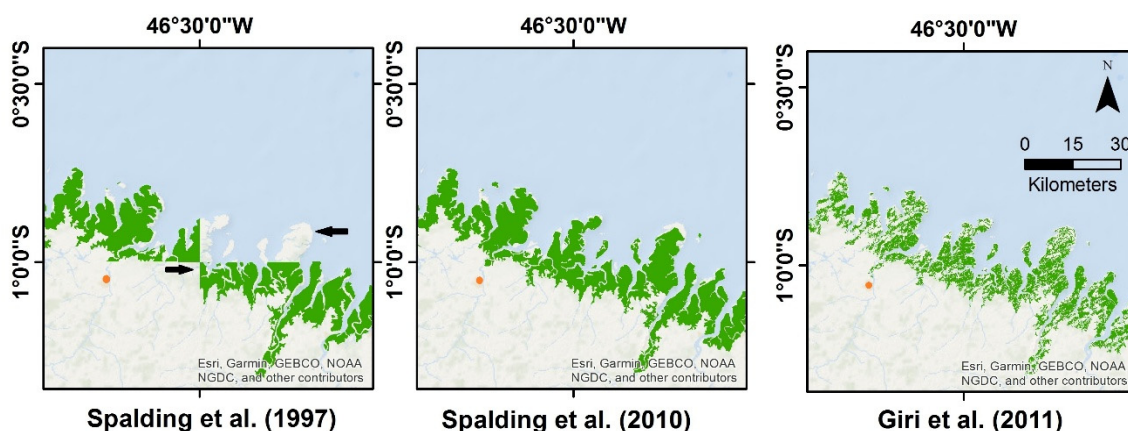 46°30'0"W
46°30'0"W
46°30'0"W
0°30'0"S
1°0'0"S
0°30'0"S
1°0'0"S
0°30'0"S
1°0'0"S
N
0 15 30
Kilometers
Esri, Garmin, GEBCO, NOAA
NGDC, and other contributors
Esri, Garmin, GEBCO, NOAA
NGDC, and other contributors
Esri, Garmin, GEBCO, NOAA
NGDC, and other contributors
Spalding et al. (1997)
Spalding et al. (2010)
Giri et al. (2011)